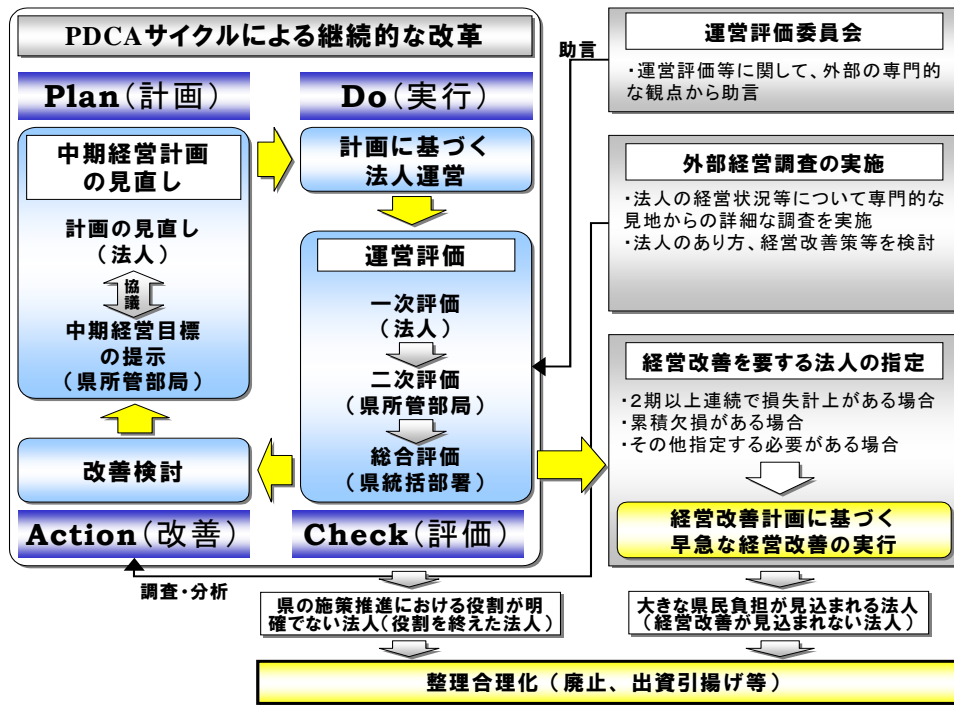 PDCAサイクルによる継続的な改革
Plan(計画)
Do(実行)
中期経営計画
の見直し
計画の見直し
(法人)
協
議
中期経営目標
の提示
(県所管部局)
計画に基づく
法人運営
運営評価
一次評価
(法人)
二次評価
(県所管部局)
総合評価
(県統括部署)
改善検討
Action(改善)
Check(評価)
助言
運営評価委員会
・運営評価等に関して、外部の専門的
な観点から助言
外部経営調査の実施
・法人の経営状況等について専門的な
見地からの詳細な調査を実施
・法人のあり方、経営改善策等を検討
経営改善を要する法人の指定
・2期以上連続で損失計上がある場合
・累積欠損がある場合
・その他指定する必要がある場合
経営改善計画に基づく
早急な経営改善の実行
調査・分析
県の施策推進における役割が明
確でない法人(役割を終えた法人)
大きな県民負担が見込まれる法人
(経営改善が見込まれない法人)
整理合理化(廃止、出資引揚げ等)